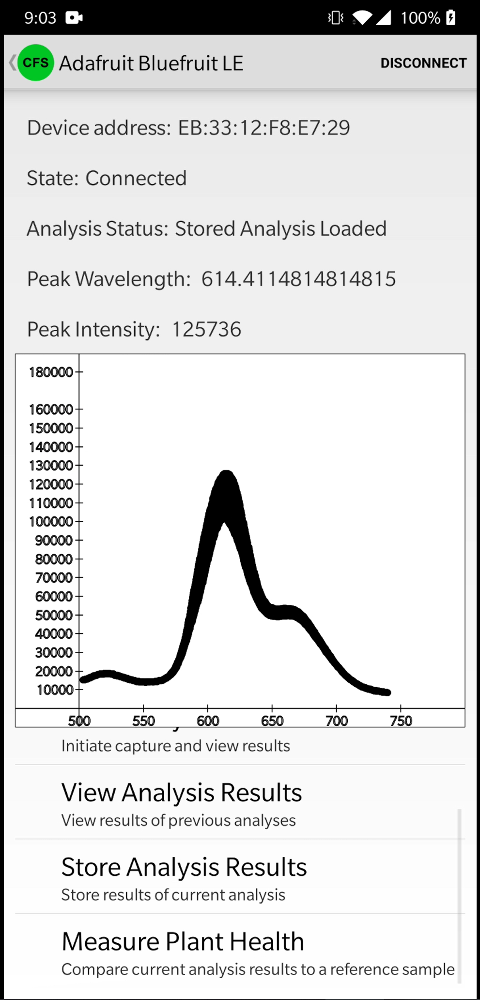 9:03
100%
CFS Adafruit Bluefruit LE DISCONNECT
Device address: EB:33:12:F8:E7:29
State: Connected
Analysis Status: Stored Analysis Loaded
Peak Wavelength: 614.4114814814815
Peak Intensity: 125736
180000
160000
150000
140000
130000
120000
110000
100000
90000
80000
70000
60000
50000
40000
30000
20000
10000
500 550 600 650 700 750
Initiate capture and view results
View Analysis Results
View results of previous analyses
Store Analysis Results
Store results of current analysis
Measure Plant Health
Compare current analysis results to a reference sample